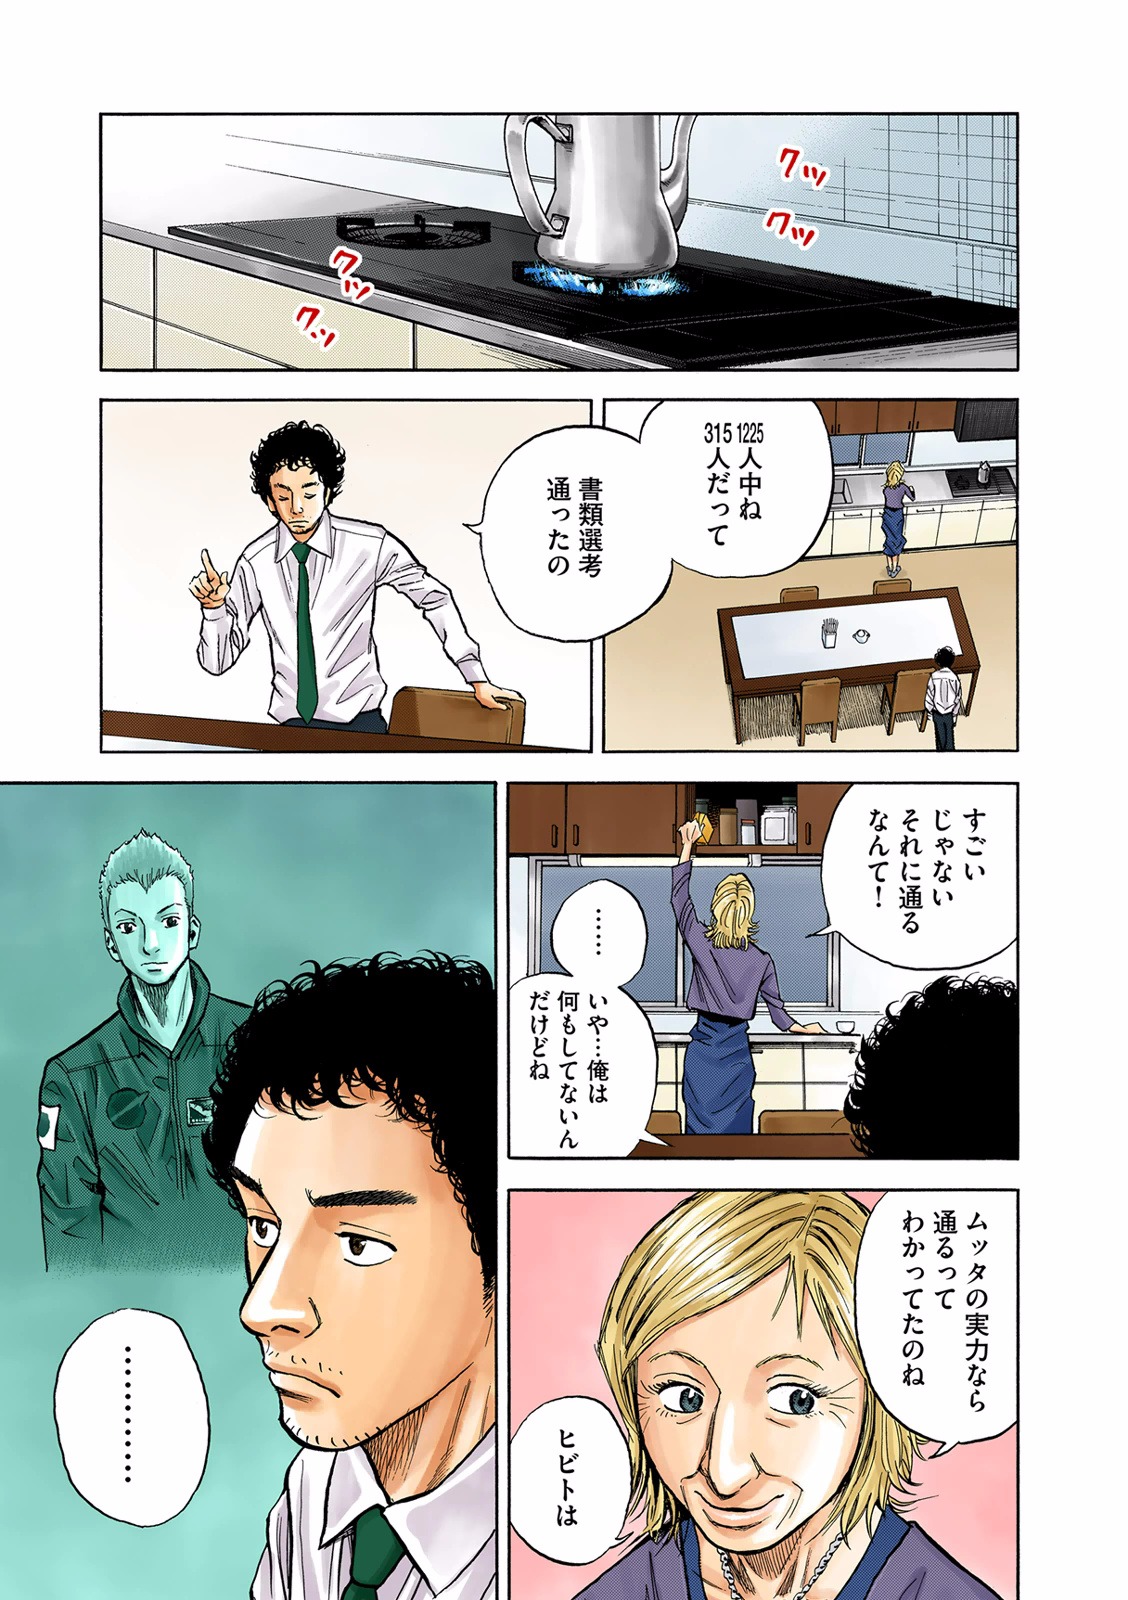 クッ
クッ
クッ
クッ
1225人中ね
315人だって
書類選考
通ったの
すごい
じゃない
それに通る
なんて!
……
いや…俺は
何もしてないん
だけどね
ムッタの実力なら
通るって
わかってたのね
ヒビトは
…………